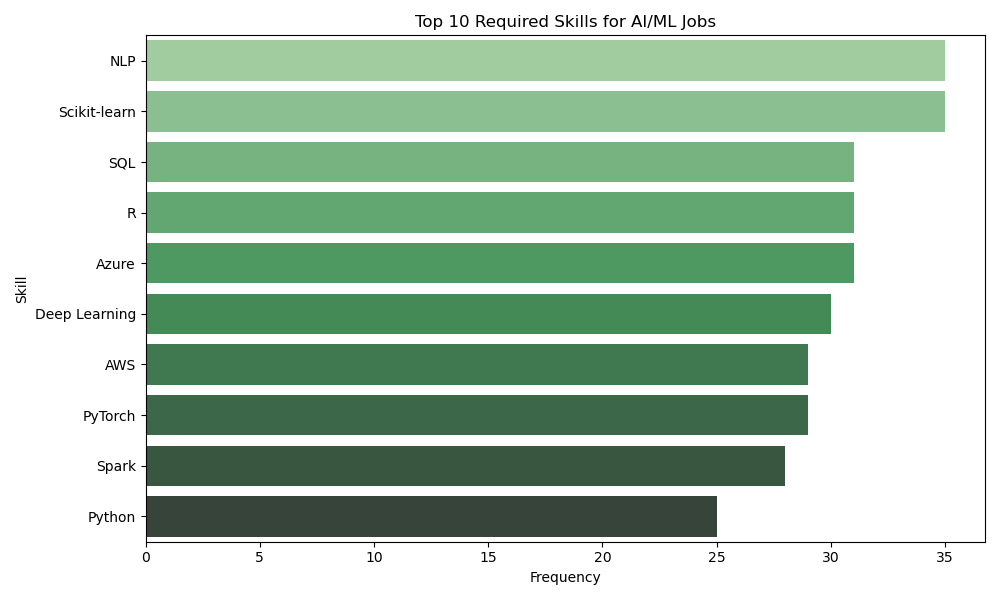 Top 10 Required Skills for AI/ML Jobs
Skill
NLP
Scikit-learn
SQL
R
Azure
Deep Learning
AWS
PyTorch
Spark
Python
0 5 10 15 20 25 30 35
Frequency